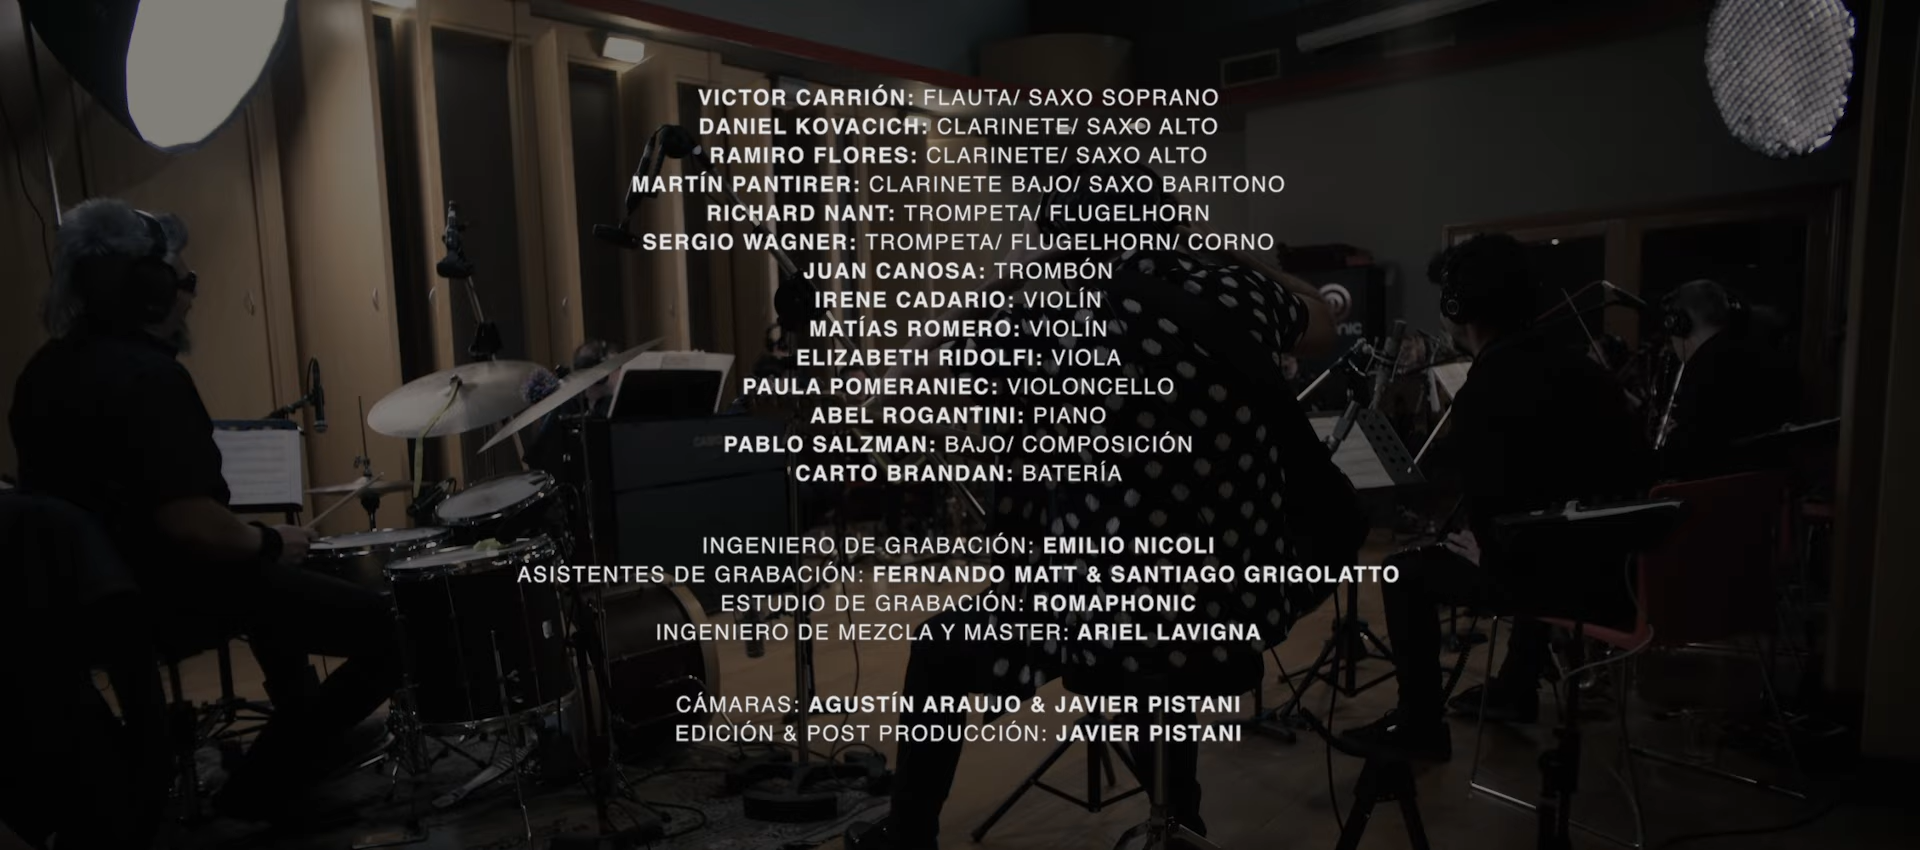 VICTOR CARRIÓN: FLAUTA/ SAXO SOPRANO
DANIEL KOVACICH: CLARINETE/ SAXO ALTO
RAMIRO FLORES: CLARINETE/ SAXO ALTO
MARTÍN PANTIRER: CLARINETE BAJO/ SAXO BARITONO
RICHARD NANT: TROMPETA/ FLUGELHORN
SERGIO WAGNER: TROMPETA/ FLUGELHORN/ CORNO
JUAN CANOSA: TROMBÓN
IRENE CADARIO: VIOLÍN
MATÍAS ROMERO: VIOLÍN
ELIZABETH RIDOLFI: VIOLA
PAULA POMERANIEC: VIOLONCELLO
ABEL ROGANTINI: PIANO
PABLO SALZMAN: BAJO/ COMPOSICIÓN
CARTO BRANDAN: BATERÍA
INGENIERO DE GRABACIÓN: EMILIO NICOLI
ASISTENTES DE GRABACIÓN: FERNANDO MATT & SANTIAGO GRIGOLATTO
ESTUDIO DE GRABACIÓN: ROMAPHONIC
INGENIERO DE MEZCLA Y MASTER: ARIEL LAVIGNA
CÁMARAS: AGUSTÍN ARAUJO & JAVIER PISTANI
EDICIÓN & POST PRODUCCIÓN: JAVIER PISTANI